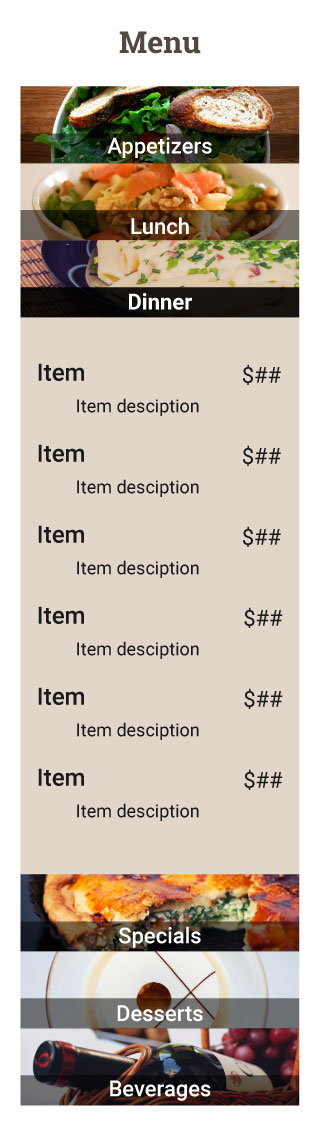 Menu
Appetizers
Lunch
Dinner
Item $##
Item desciption
Item $##
Item desciption
Item $##
Item desciption
Item $##
Item desciption
Item $##
Item desciption
Item $##
Item desciption
Specials
Desserts
Beverages